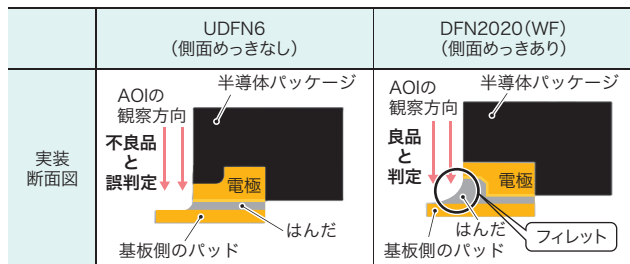 UDFN6
（側面めっきなし）
DFN2020（WF）
（側面めっきあり）
実装
断面図
AOIの
観察方向
半導体パッケージ
不良品
と
誤判定
電極
はんだ
基板側のパッド
AOIの
観察方向
半導体パッケージ
良品
と
判定
電極
はんだ
フィレット
基板側のパッド